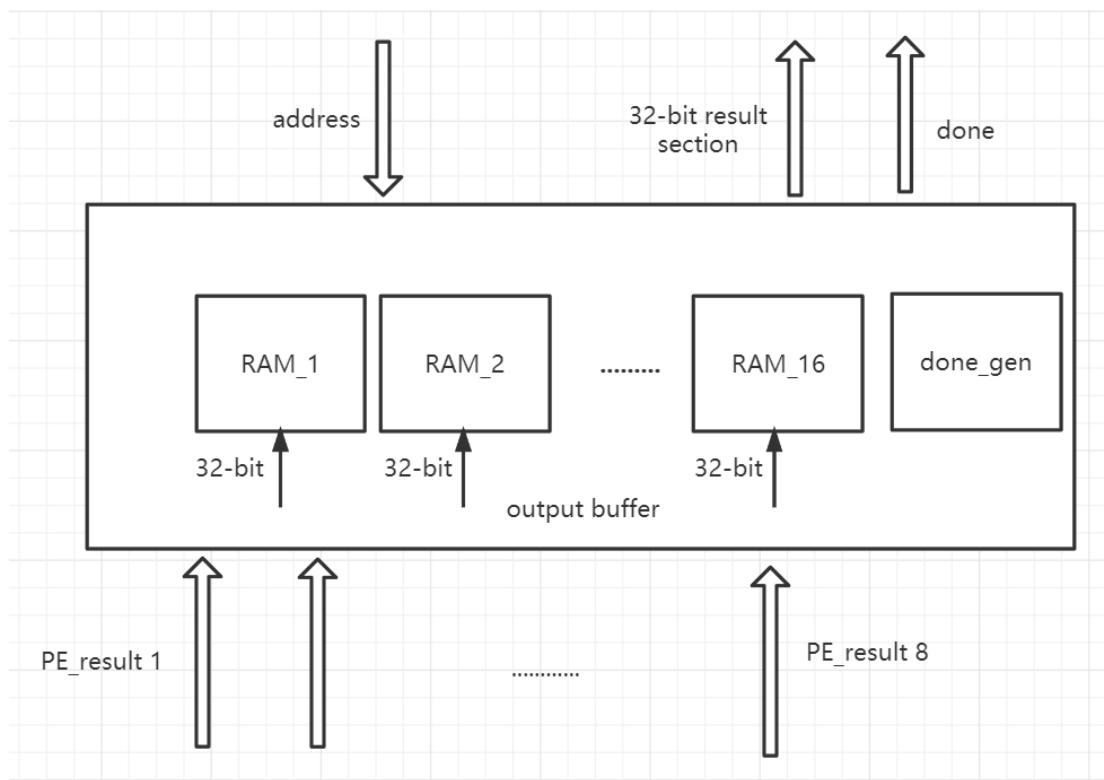 address
32-bit result
section
done
RAM_1
RAM_2
.........
RAM_16
done_gen
32-bit
32-bit
32-bit
output buffer
PE_result 1
............
PE_result 8